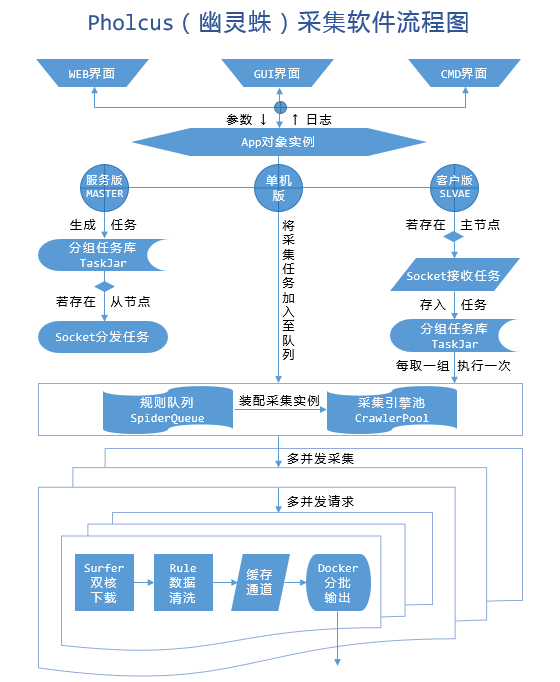 Pholcus（幽灵蛛）采集软件流程图
WEB界面
GUI界面
CMD界面
参数 ↓ ↑ 日志
App对象实例
服务版
MASTER
单机
版
客户版
SLVAE
生成 任务
将采集任务加入至队列
若存在 主节点
分组任务库
TaskJar
Socket接收任务
若存在 从节点
存入 任务
Socket分发任务
分组任务库
TaskJar
每取一组 执行一次
规则队列
SpiderQueue
装配采集实例
采集引擎池
CrawlerPool
多并发采集
多并发请求
Surfer
双核
下载
Rule
数据
清洗
缓存
通道
Docker
分批
输出